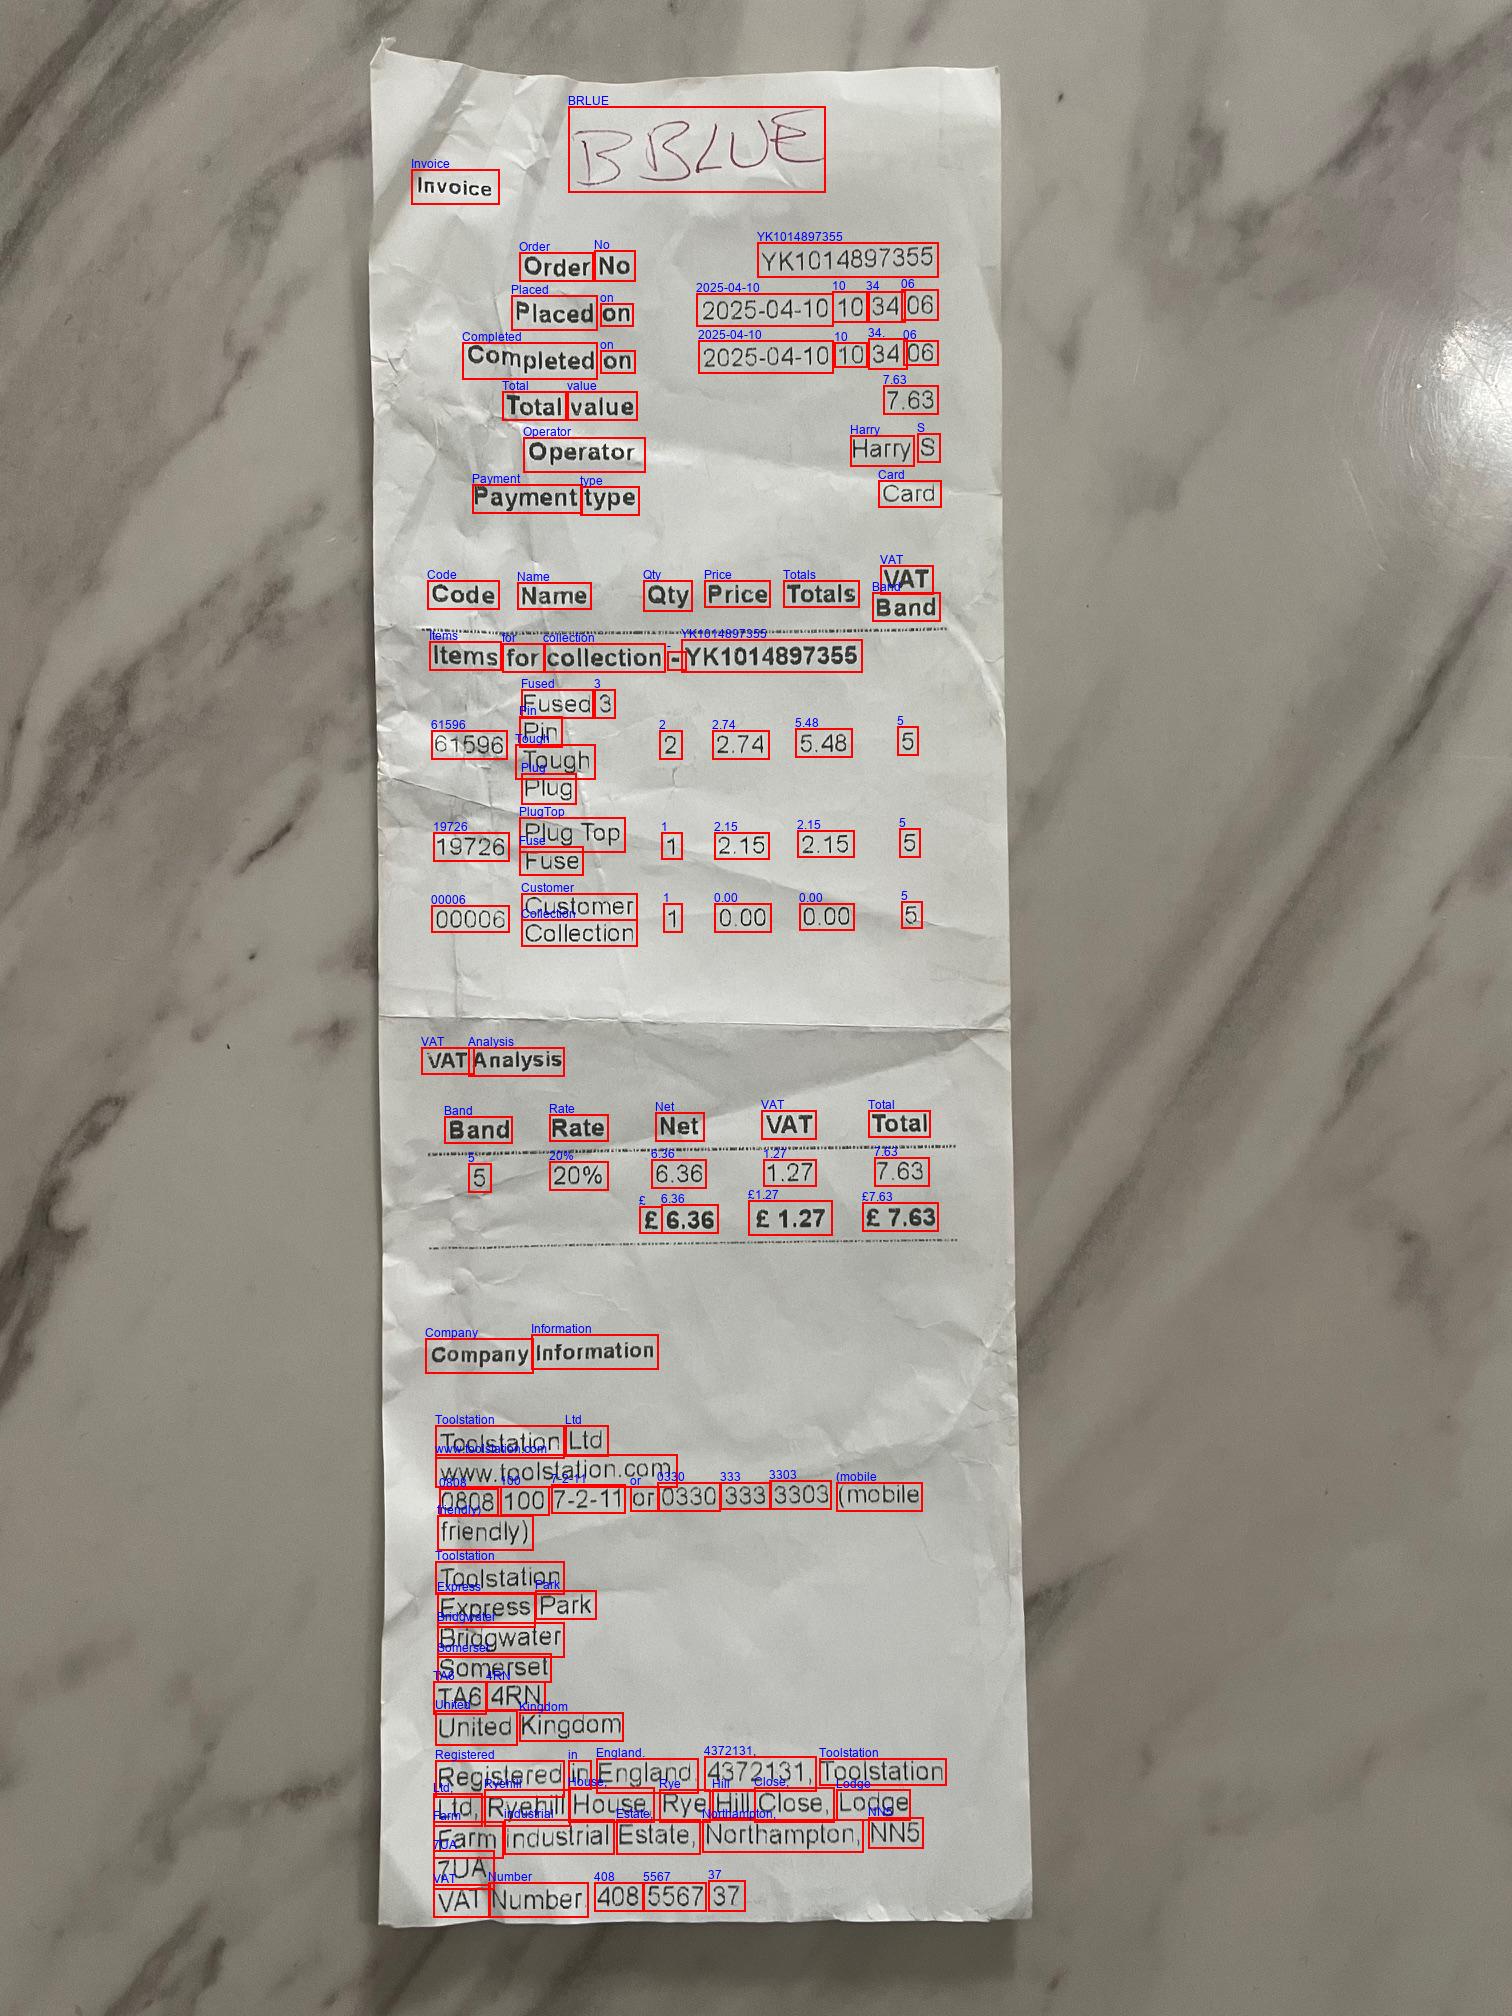 B BLUE
Invoice
Order No YK1014897355
Placed on 2025-04-10 10 34 06
Completed on 2025-04-10 10 34 06
Total value 7.63
Operator Harry S
Payment type Card
Code Name Qty Price Totals VAT Band
Items for collection - YK1014897355
61596 Fused 3 Pin Tough Plug 2 2.74 5.48 5
19726 Plug Top Fuse 1 2.15 2.15 5
00006 Customer Collection 1 0.00 0.00 5
VAT Analysis
Band Rate Net VAT Total
5 20% 6.36 1.27 7.63
£ 6.36 £ 1.27 £ 7.63
Company Information
Toolstation Ltd
www.toolstation.com
0808 100 7-2-11 or 0330 333 3303 (mobile
friendly)
Toolstation
Express Park
Bridgwater
Somerset
TA6 4RN
United Kingdom
Registered in England. 4372131, Toolstation
Ltd, Ryehill House, Rye Hill Close, Lodge
Farm industrial Estate, Northampton, NN5
7UA
VAT Number 408 5567 37